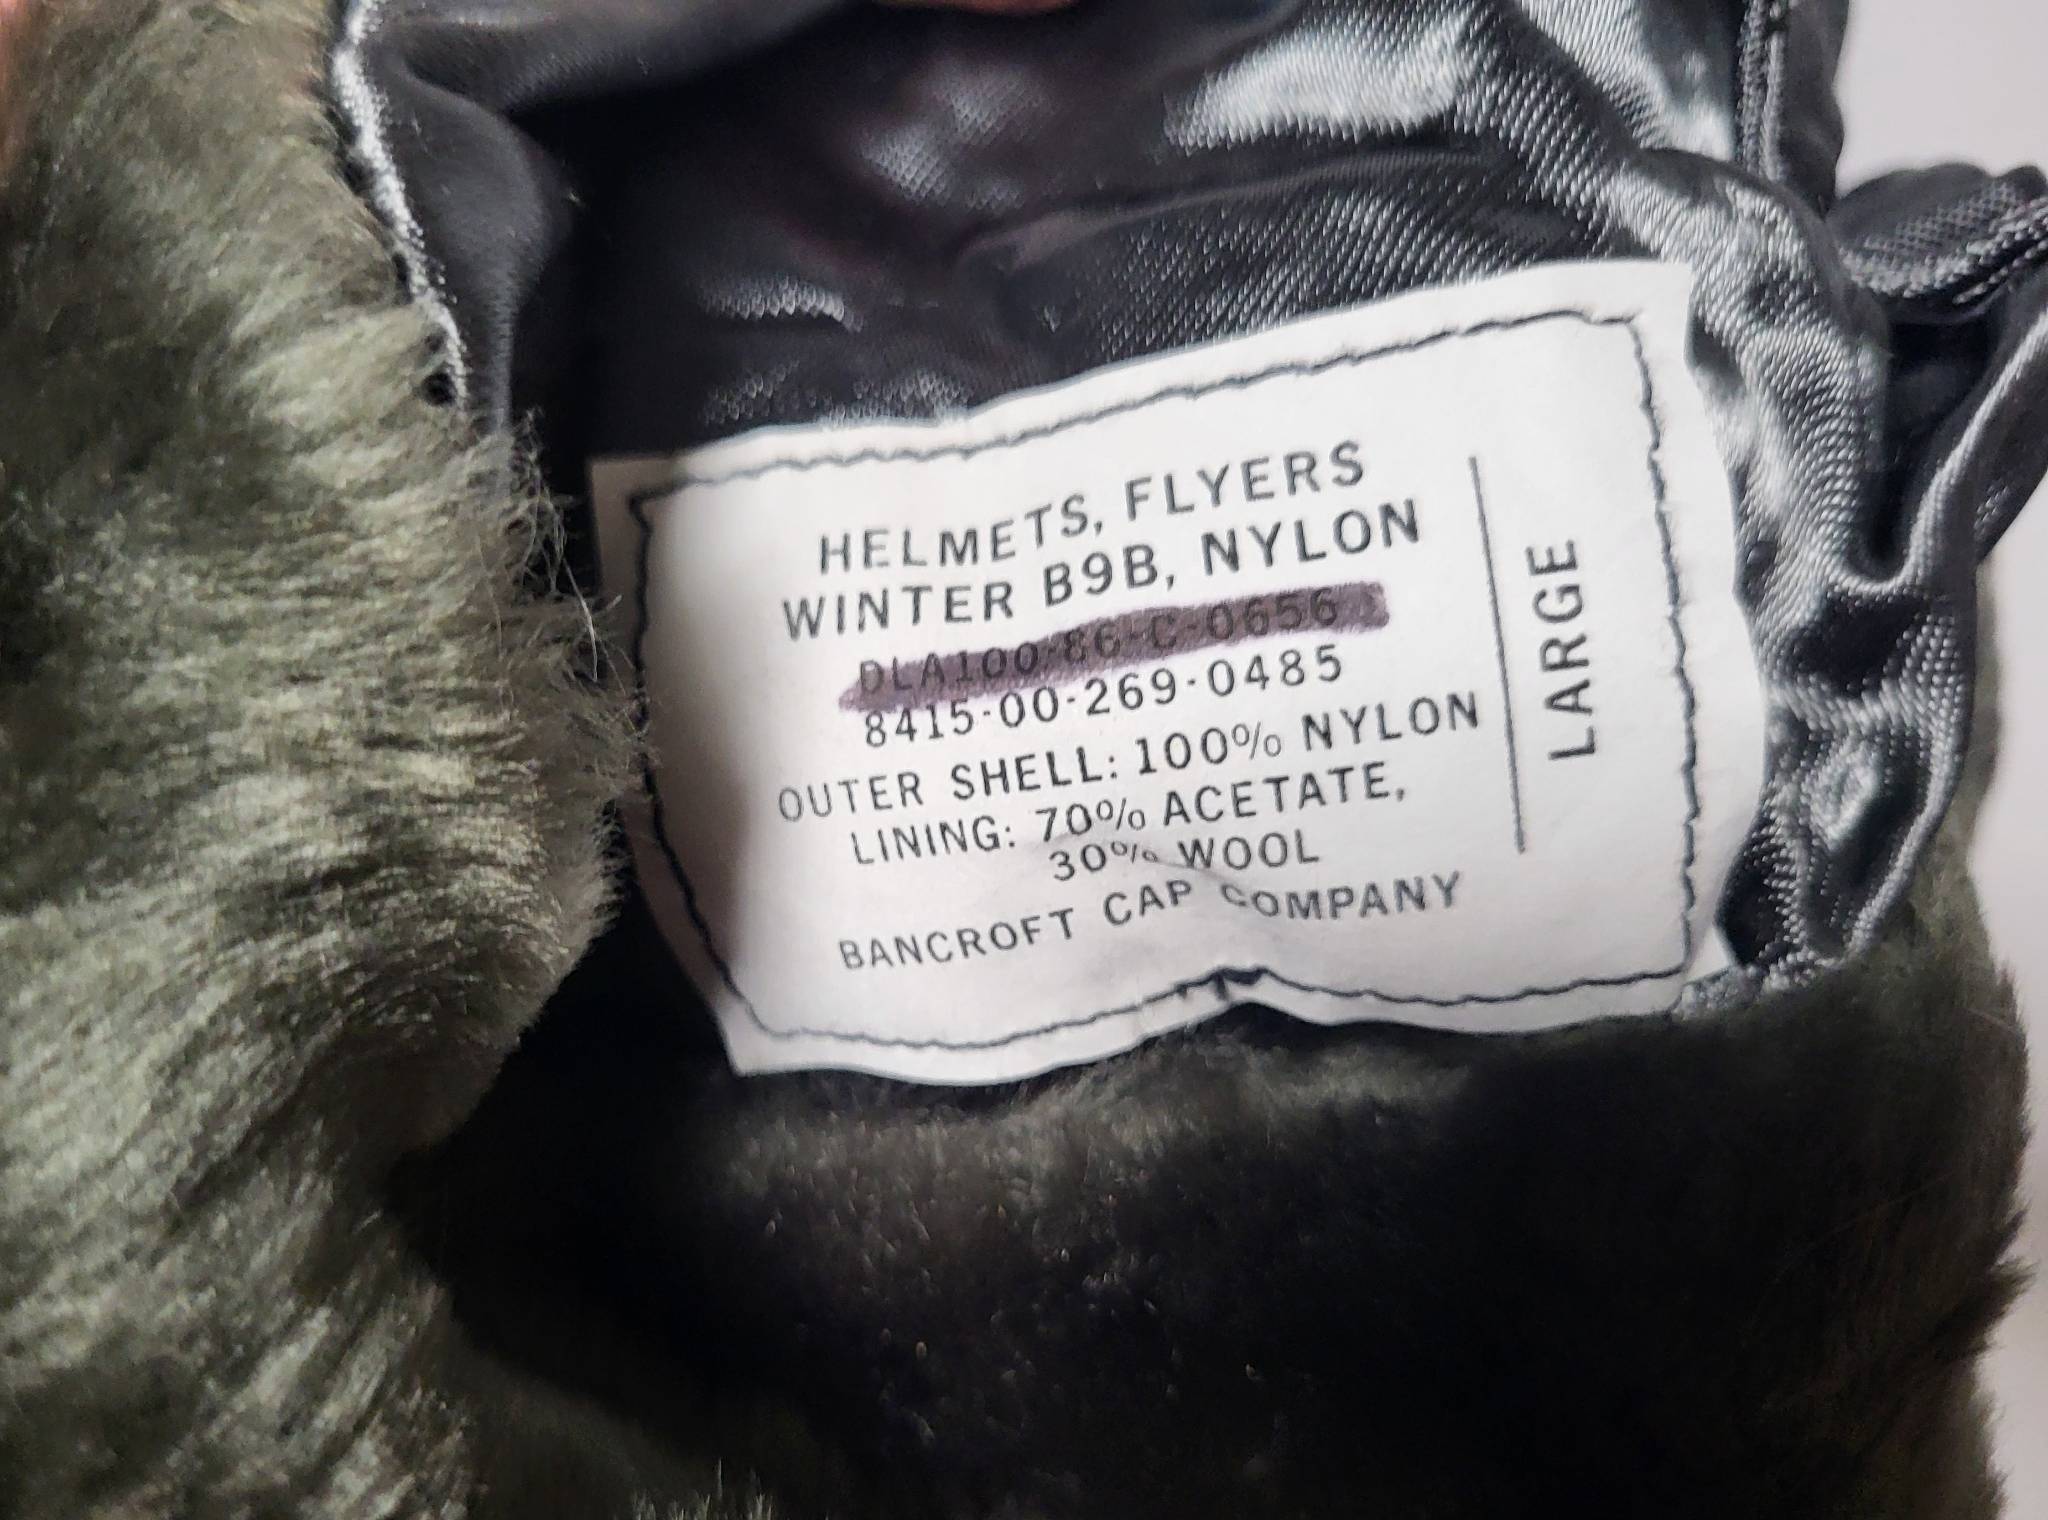 HELMETS, FLYERS
WINTER B9B, NYLON
DLA100-86-C-0656
8415-00-269-0485
OUTER SHELL: 100% NYLON
LINING: 70% ACETATE,
30% WOOL
BANCROFT CAP COMPANY
LARGE